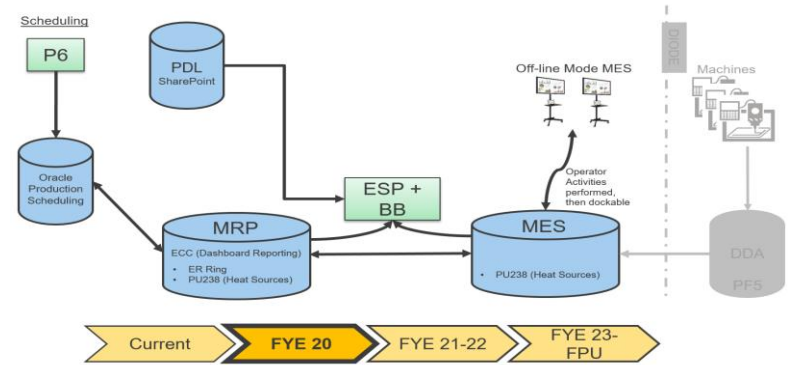 Scheduling
P6
PDL
SharePoint
Off-line Mode MES
DIODE
Machines
Oracle
Production
Scheduling
ESP +
BB
Operator
Activities
performed,
then dockable
MRP
ECC (Dashboard Reporting)
• ER Ring
• PU238 (Heat Sources)
MES
• PU238 (Heat Sources)
DDA
PF5
Current
FYE 20
FYE 21-22
FYE 23-
FPU